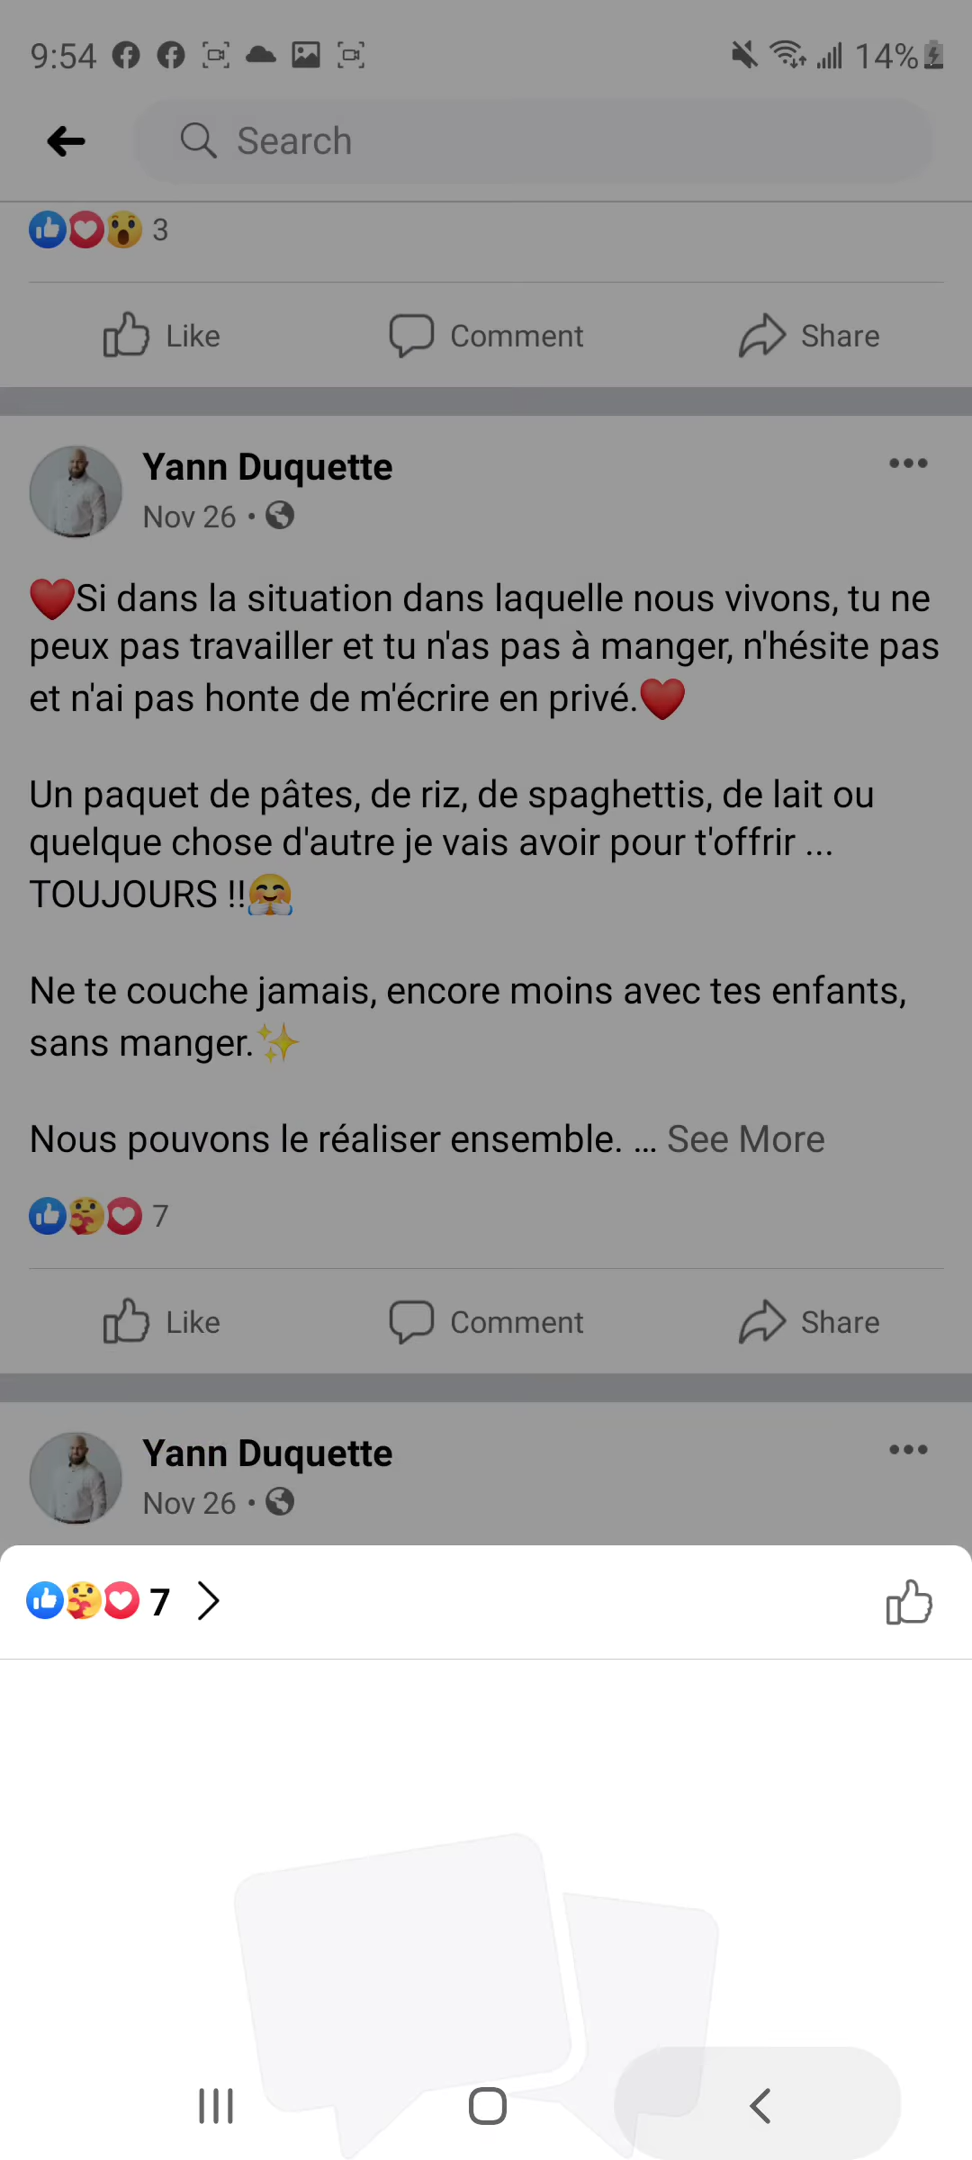 9:54
14%
Search
3
Like
Comment
Share
Yann Duquette
Nov 26 •
❤️Si dans la situation dans laquelle nous vivons, tu ne
peux pas travailler et tu n'as pas à manger, n'hésite pas
et n'ai pas honte de m'écrire en privé.❤️
Un paquet de pâtes, de riz, de spaghettis, de lait ou
quelque chose d'autre je vais avoir pour t'offrir ...
TOUJOURS !!🤗
Ne te couche jamais, encore moins avec tes enfants,
sans manger.✨
Nous pouvons le réaliser ensemble. ... See More
7
Like
Comment
Share
Yann Duquette
Nov 26 •
7